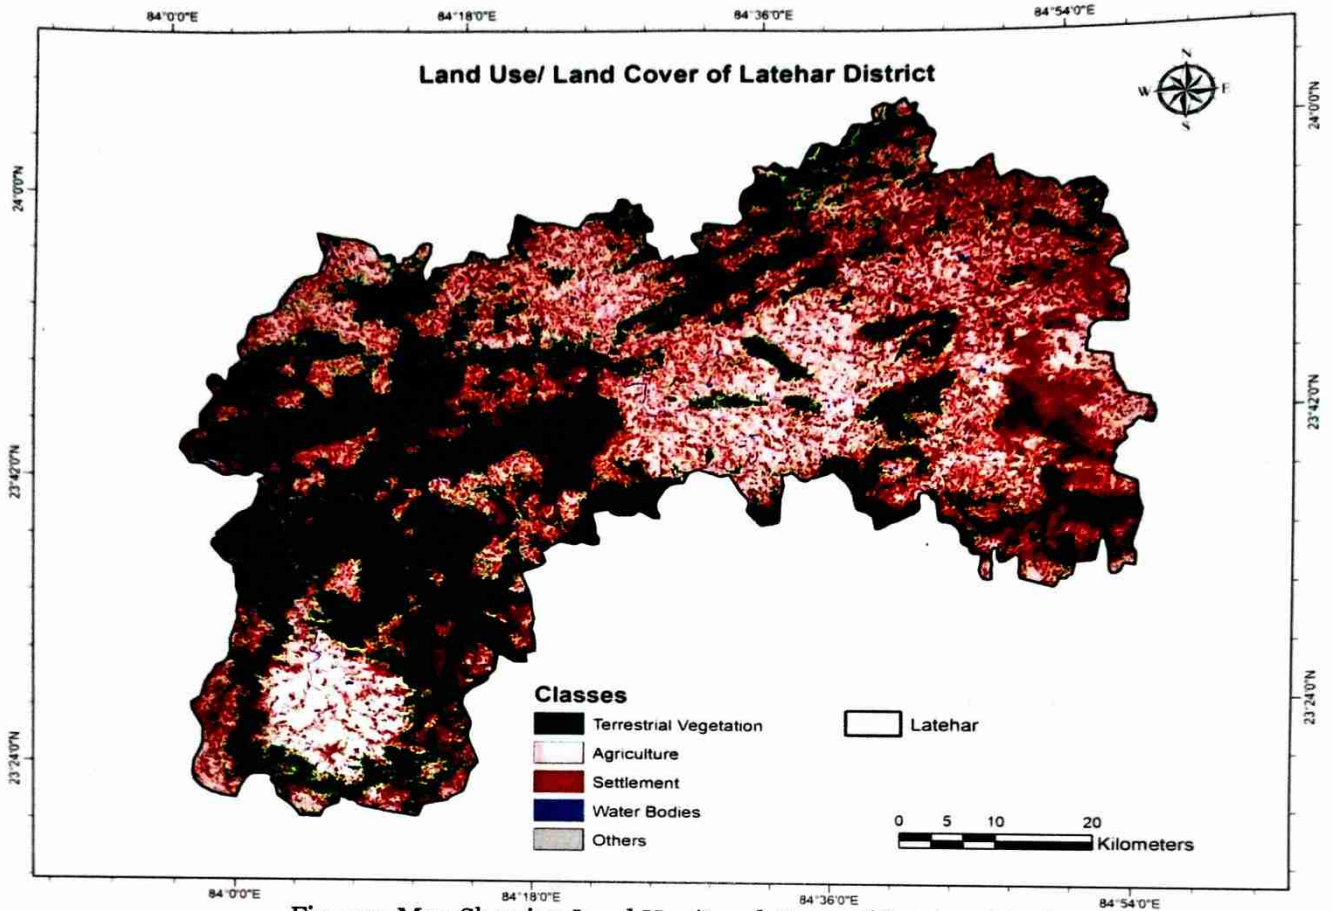 84°0'0"E 84°18'0"E 84°36'0"E 84°54'0"E
Land Use/ Land Cover of Latehar District
N
W E
S
24°0'0"N 24°0'0"N
23°42'0"N 23°42'0"N
23°24'0"N 23°24'0"N
Classes
Terrestrial Vegetation
Latehar
Agriculture
Settlement
Water Bodies
Others
0 5 10 20
Kilometers
84°0'0"E 84°18'0"E 84°36'0"E 84°54'0"E
Map Showing Land